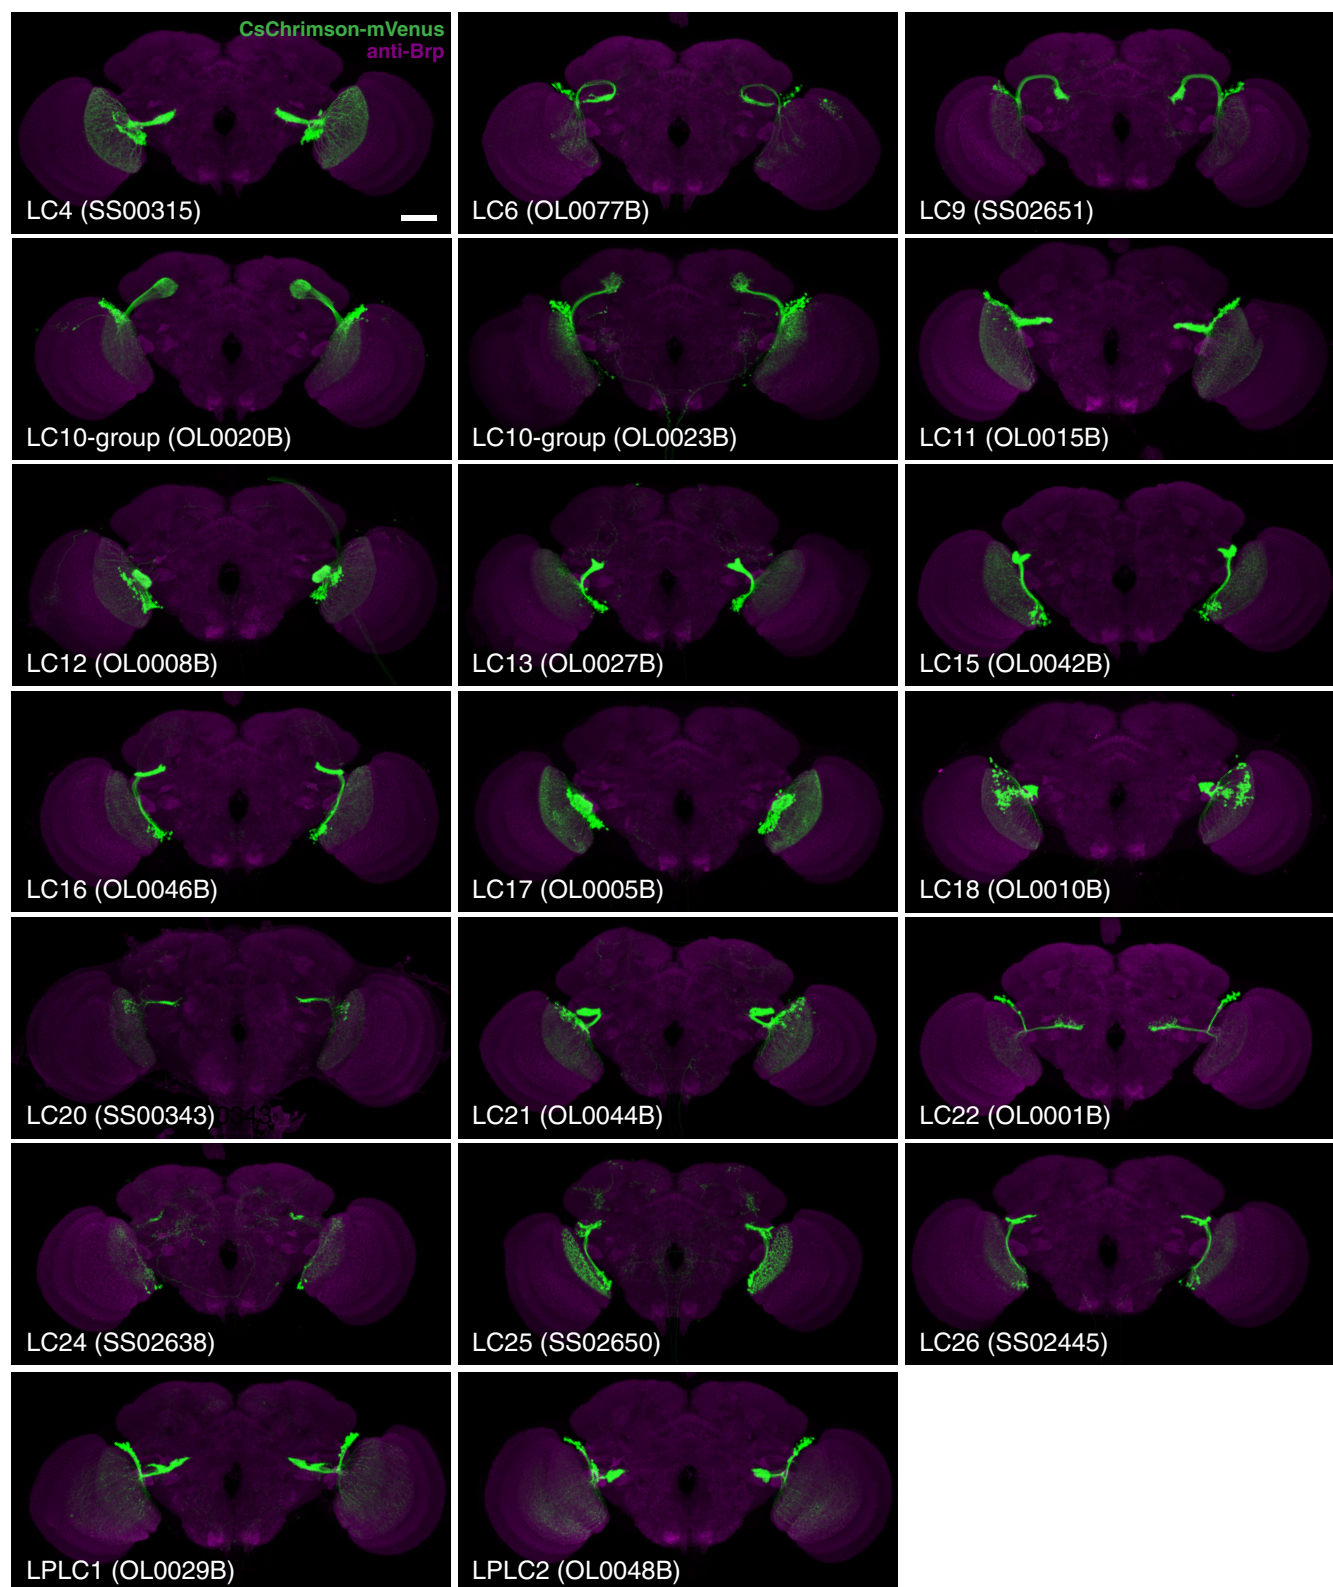 CsChrimson-mVenus
anti-Brp
LC4 (SS00315)
LC6 (OL0077B)
LC9 (SS02651)
LC10-group (OL0020B)
LC10-group (OL0023B)
LC11 (OL0015B)
LC12 (OL0008B)
LC13 (OL0027B)
LC15 (OL0042B)
LC16 (OL0046B)
LC17 (OL0005B)
LC18 (OL0010B)
LC20 (SS00343)
LC21 (OL0044B)
LC22 (OL0001B)
LC24 (SS02638)
LC25 (SS02650)
LC26 (SS02445)
LPLC1 (OL0029B)
LPLC2 (OL0048B)